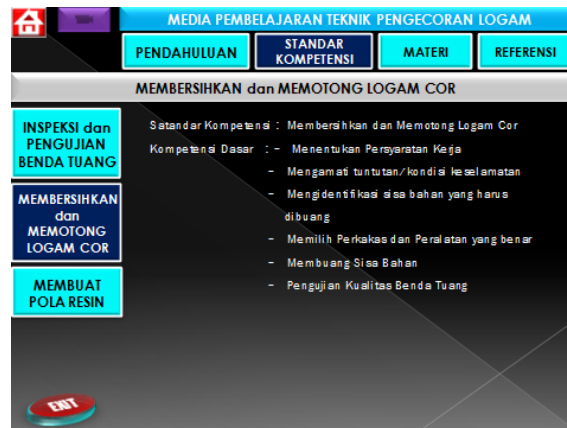 MEDIA PEMBELAJARAN TEKNIK PENGECORAN LOGAM
PENDAHULUAN
STANDAR
KOMPETENSI
MATERI
REFERENSI
MEMBERSIHKAN dan MEMOTONG LOGAM COR
INSPEKSI dan
PENGUJIAN
BENDA TUANG
MEMBERSIHKAN
dan
MEMOTONG
LOGAM COR
MEMBUAT
POLA RESIN
Satandar Kompetensi : Membersihkan dan Memotong Logam Cor
Kompetensi Dasar : - Menentukan Persyaratan Kerja
- Mengamati tuntutan/kondisi keselamatan
- Mengidentifikasi sisa bahan yang harus
dibuang
- Memilih Perkakas dan Peralatan yang benar
- Membuang Sisa Bahan
- Pengujian Kualitas Benda Tuang
EXIT